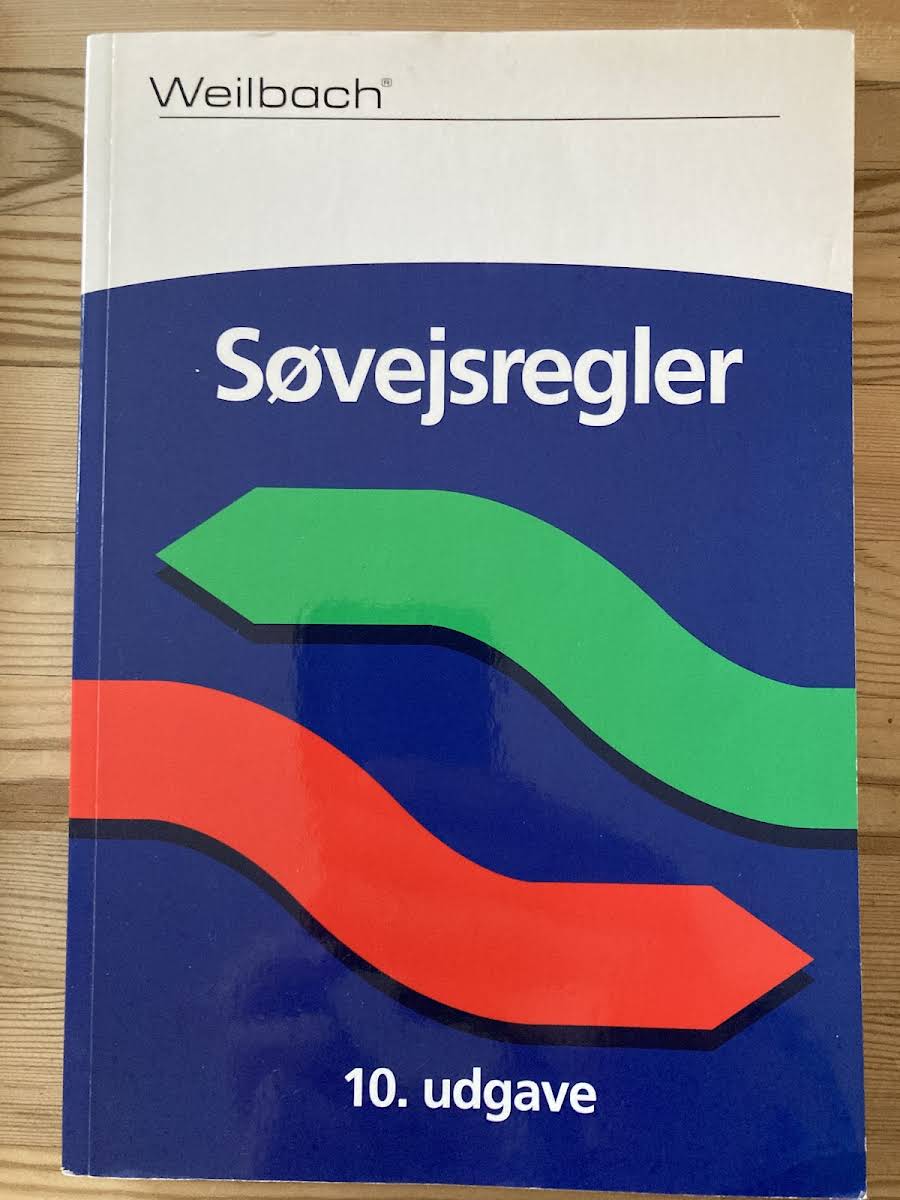 Weilbach®
Søvejsregler
10. udgave